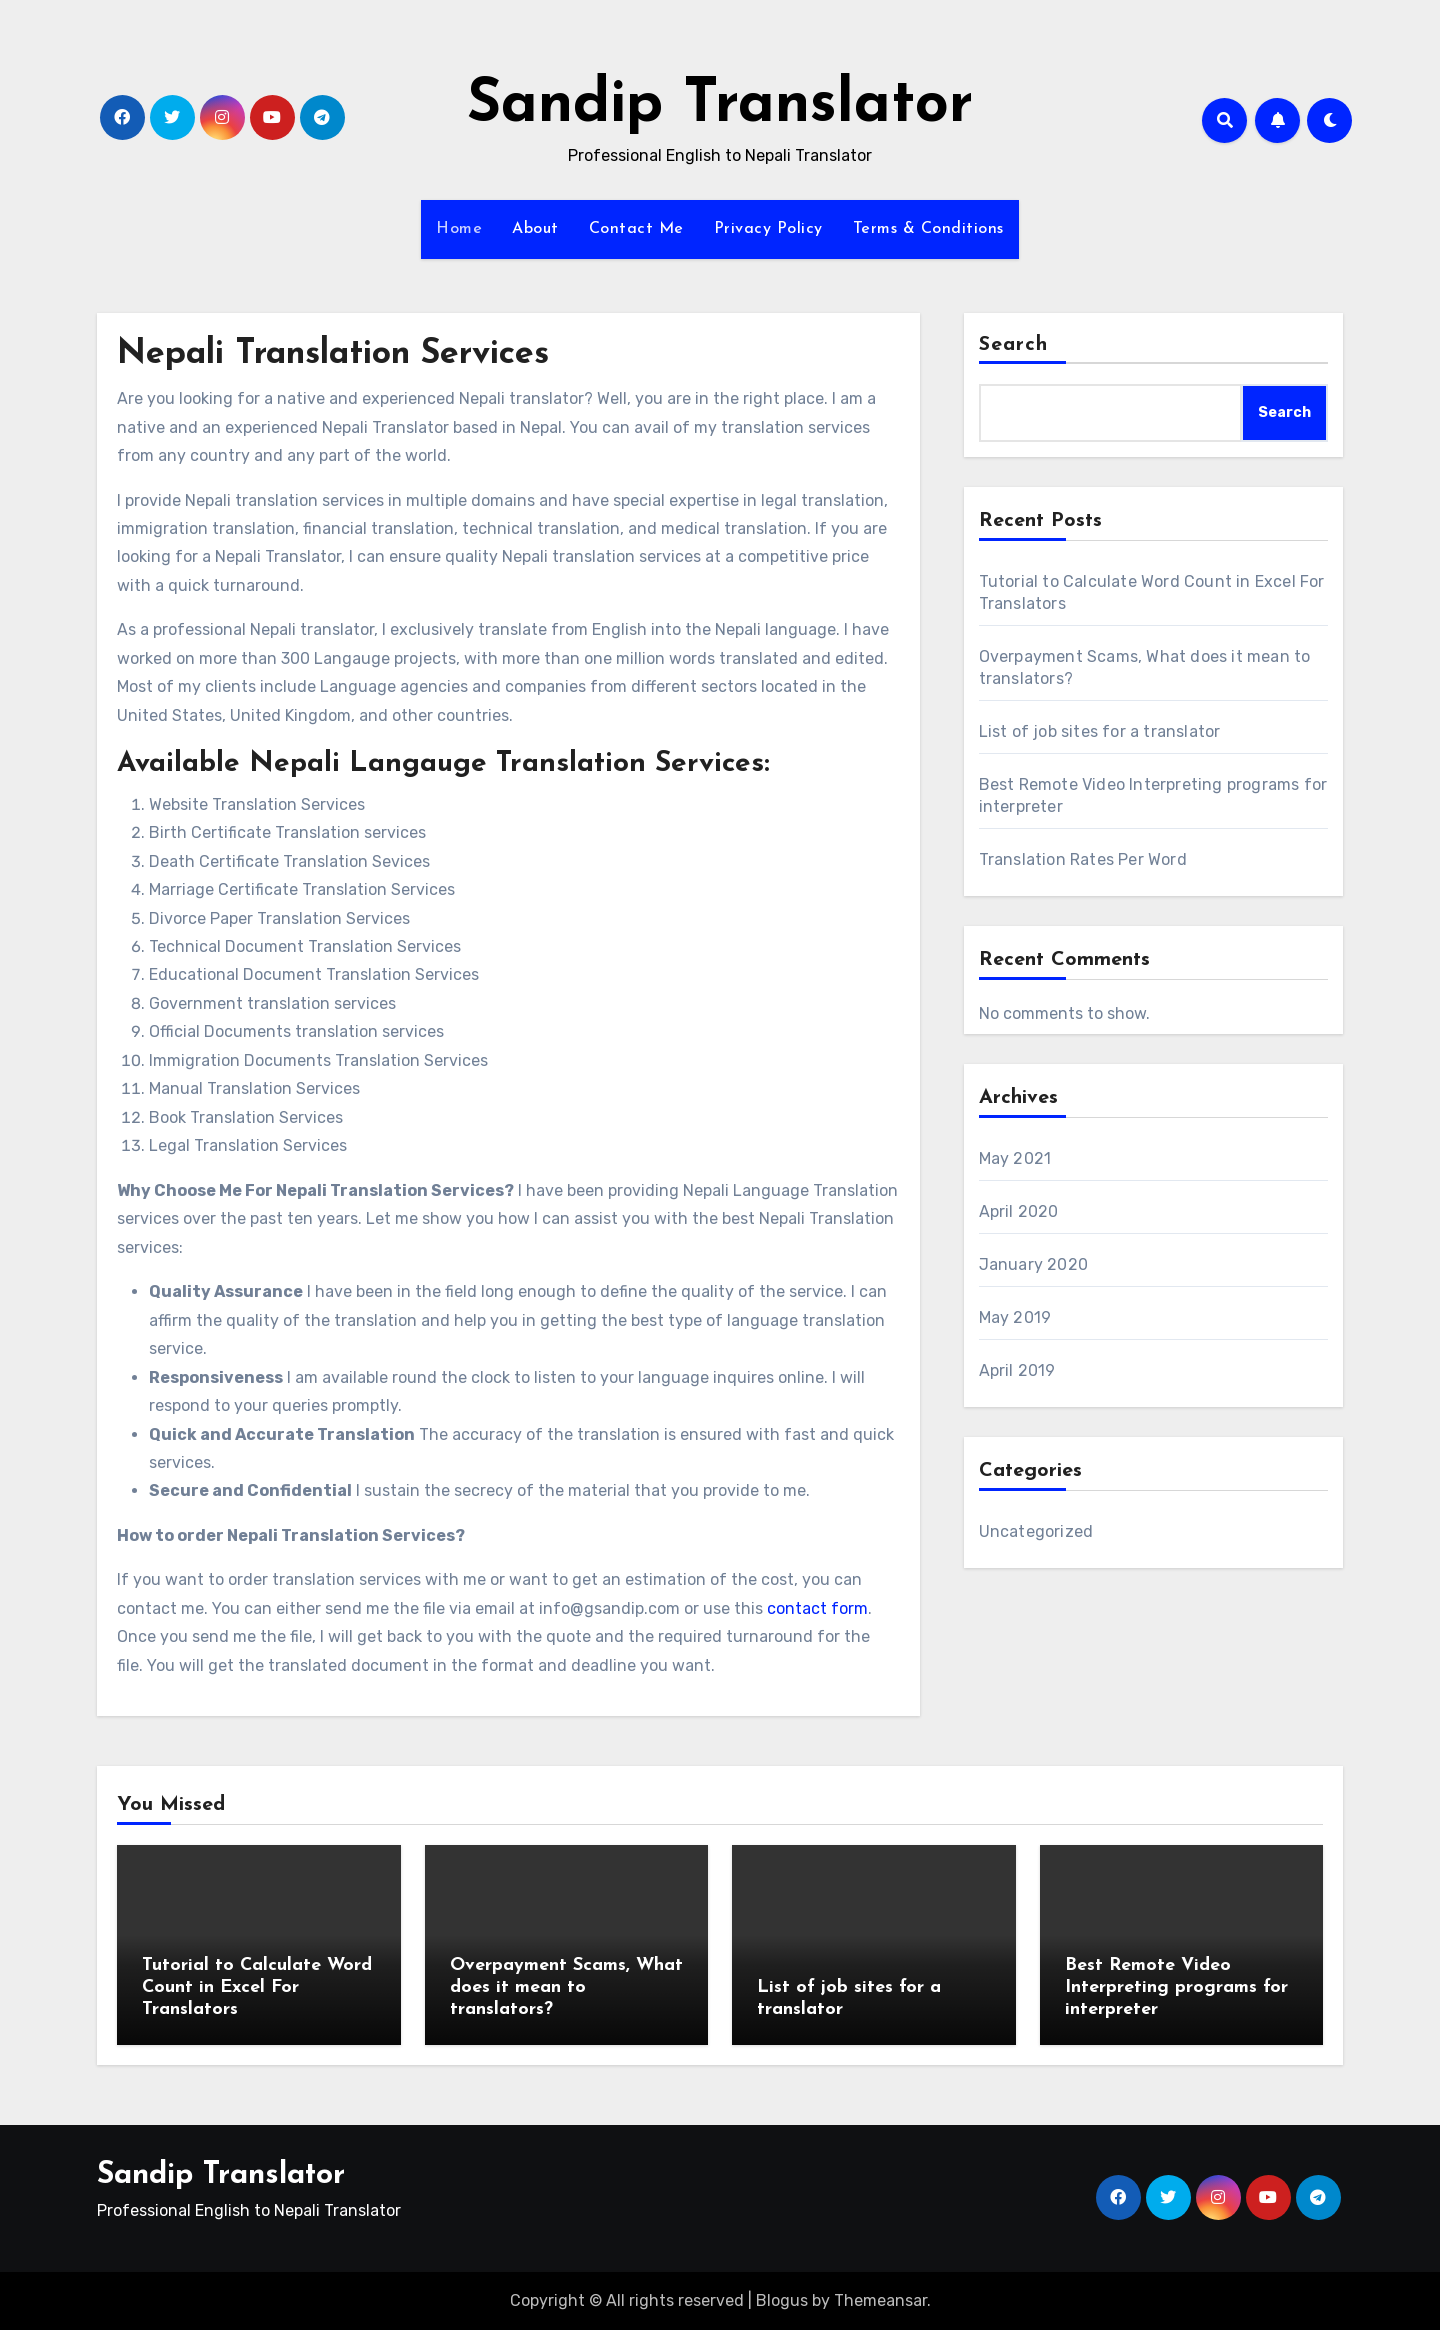 Sandip Translator
Professional English to Nepali Translator
Home About Contact Me Privacy Policy Terms & Conditions
Nepali Translation Services
Are you looking for a native and experienced Nepali translator? Well, you are in the right place. I am a
native and an experienced Nepali Translator based in Nepal. You can avail of my translation services
from any country and any part of the world.
I provide Nepali translation services in multiple domains and have special expertise in legal translation,
immigration translation, financial translation, technical translation, and medical translation. If you are
looking for a Nepali Translator, I can ensure quality Nepali translation services at a competitive price
with a quick turnaround.
As a professional Nepali translator, I exclusively translate from English into the Nepali language. I have
worked on more than 300 Langauge projects, with more than one million words translated and edited.
Most of my clients include Language agencies and companies from different sectors located in the
United States, United Kingdom, and other countries.
Available Nepali Langauge Translation Services:
1. Website Translation Services
2. Birth Certificate Translation services
3. Death Certificate Translation Sevices
4. Marriage Certificate Translation Services
5. Divorce Paper Translation Services
6. Technical Document Translation Services
7. Educational Document Translation Services
8. Government translation services
9. Official Documents translation services
10. Immigration Documents Translation Services
11. Manual Translation Services
12. Book Translation Services
13. Legal Translation Services
Why Choose Me For Nepali Translation Services? I have been providing Nepali Language Translation
services over the past ten years. Let me show you how I can assist you with the best Nepali Translation
services:
• Quality Assurance I have been in the field long enough to define the quality of the service. I can
affirm the quality of the translation and help you in getting the best type of language translation
service.
• Responsiveness I am available round the clock to listen to your language inquires online. I will
respond to your queries promptly.
• Quick and Accurate Translation The accuracy of the translation is ensured with fast and quick
services.
• Secure and Confidential I sustain the secrecy of the material that you provide to me.
How to order Nepali Translation Services?
If you want to order translation services with me or want to get an estimation of the cost, you can
contact me. You can either send me the file via email at info@gsandip.com or use this contact form.
Once you send me the file, I will get back to you with the quote and the required turnaround for the
file. You will get the translated document in the format and deadline you want.
Search
Search
Recent Posts
Tutorial to Calculate Word Count in Excel For
Translators
Overpayment Scams, What does it mean to
translators?
List of job sites for a translator
Best Remote Video Interpreting programs for
interpreter
Translation Rates Per Word
Recent Comments
No comments to show.
Archives
May 2021
April 2020
January 2020
May 2019
April 2019
Categories
Uncategorized
You Missed
Tutorial to Calculate Word
Count in Excel For
Translators
Overpayment Scams, What
does it mean to
translators?
List of job sites for a
translator
Best Remote Video
Interpreting programs for
interpreter
Sandip Translator
Professional English to Nepali Translator
Copyright © All rights reserved | Blogus by Themeansar.